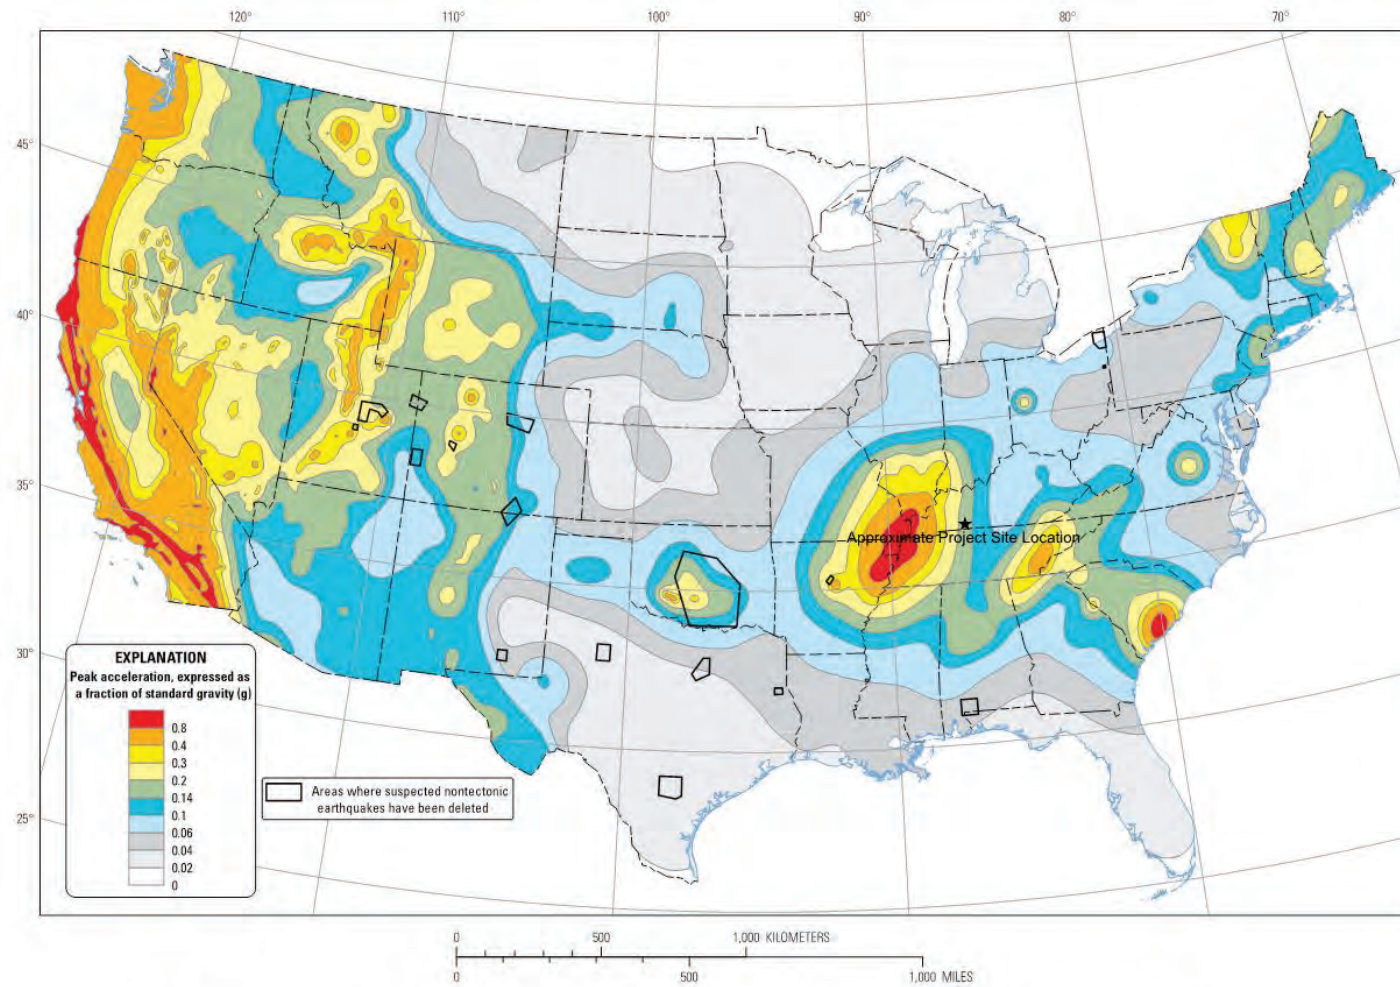 120°
110°
100°
90°
80°
70°
45°
40°
35°
30°
25°
Approximate Project Site Location
EXPLANATION
Peak acceleration, expressed as
a fraction of standard gravity (g)
0.8
0.4
0.3
0.2
0.14
0.1
0.06
0.04
0.02
0
Areas where suspected nontectonic
earthquakes have been deleted
0 500 1,000 KILOMETERS
0 500 1,000 MILES